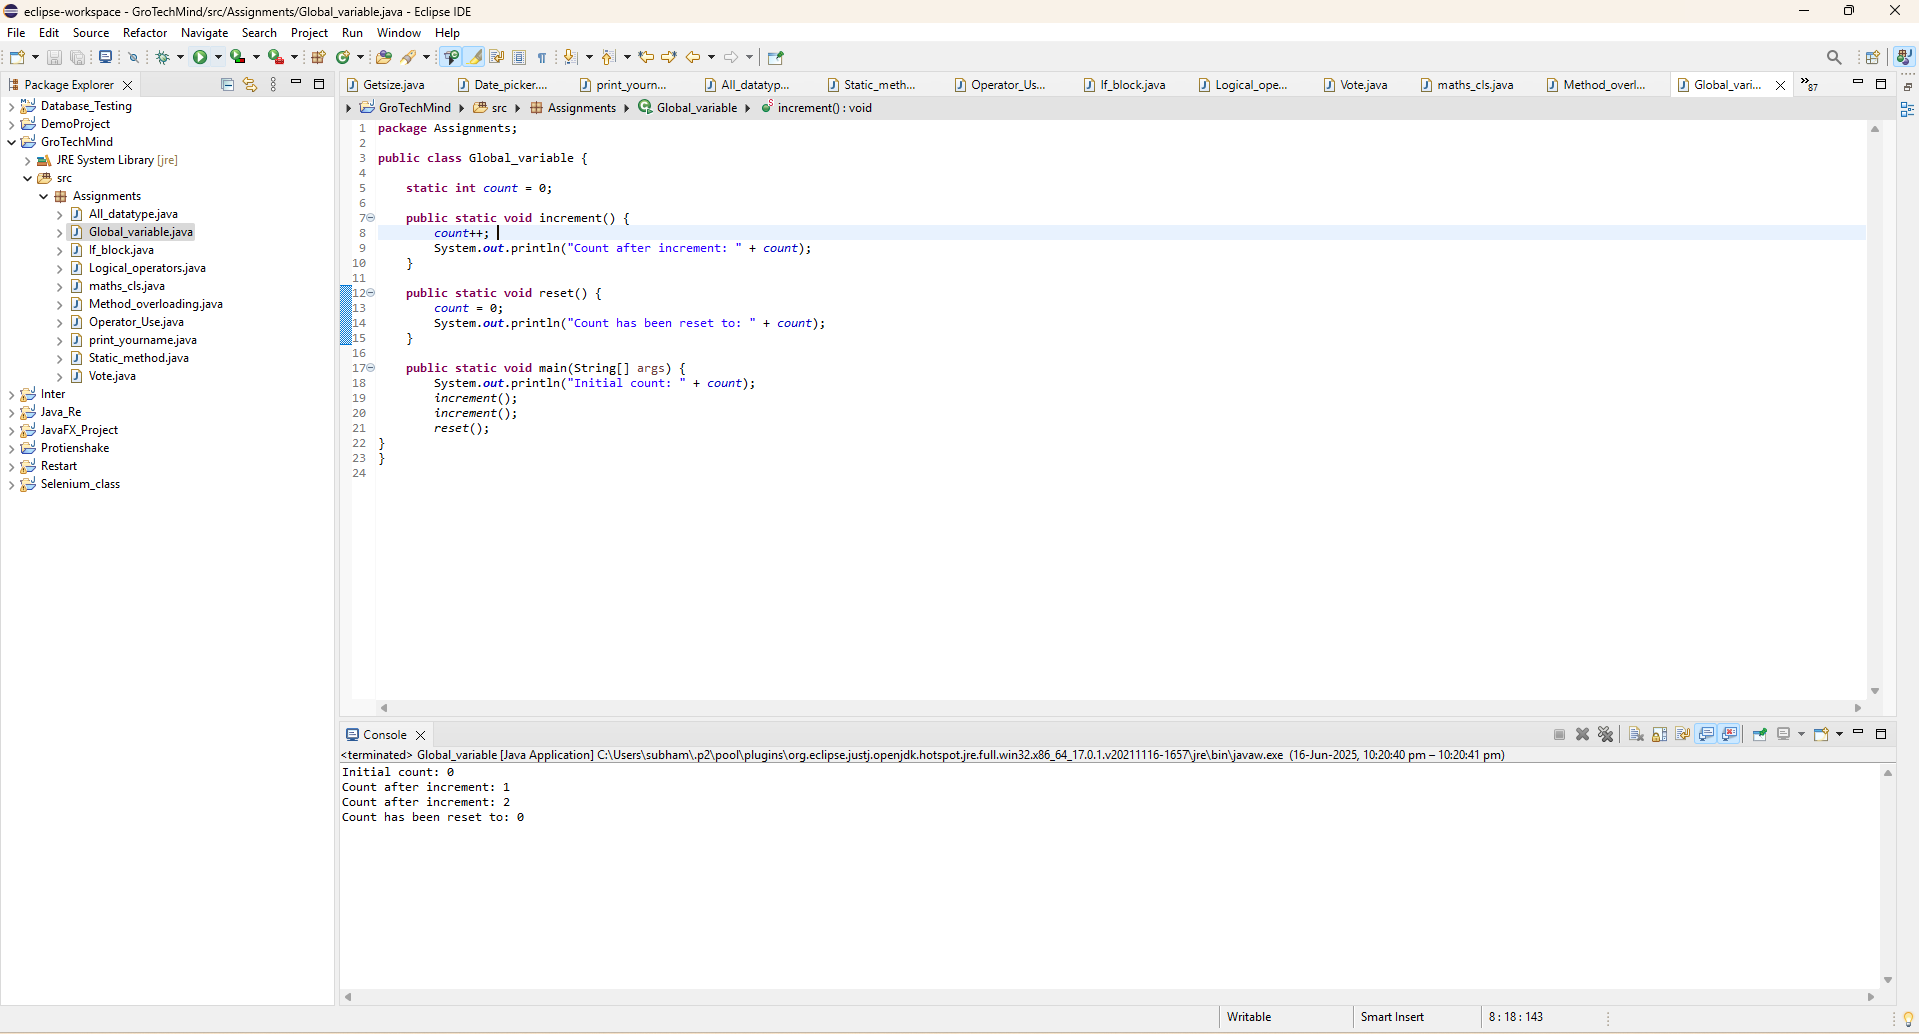 eclipse-workspace - GroTechMind/src/Assignments/Global_variable.java - Eclipse IDE
File Edit Source Refactor Navigate Search Project Run Window Help
Package Explorer
Database_Testing
DemoProject
GroTechMind
JRE System Library [jre]
src
Assignments
All_datatype.java
Global_variable.java
If_block.java
Logical_operators.java
maths_cls.java
Method_overloading.java
Operator_Use.java
print_yourname.java
Static_method.java
Vote.java
Inter
Java_Re
JavaFX_Project
Protienshake
Restart
Selenium_class
Getsize.java Date_picker.... print_yourn... All_datatyp... Static_meth... Operator_Us... If_block.java Logical_ope... Vote.java maths_cls.java Method_overl... Global_vari... 87
GroTechMind src Assignments Global_variable increment() : void
1 package Assignments;
2
3 public class Global_variable {
4
5 static int count = 0;
6
7 public static void increment() {
8 count++;
9 System.out.println("Count after increment: " + count);
10 }
11
12 public static void reset() {
13 count = 0;
14 System.out.println("Count has been reset to: " + count);
15 }
16
17 public static void main(String[] args) {
18 System.out.println("Initial count: " + count);
19 increment();
20 increment();
21 reset();
22 }
23 }
24
Console
<terminated> Global_variable [Java Application] C:\Users\subham\.p2\pool\plugins\org.eclipse.justj.openjdk.hotspot.jre.full.win32.x86_64_17.0.1.v20211116-1657\jre\bin\javaw.exe (16-Jun-2025, 10:20:40 pm – 10:20:41 pm)
Initial count: 0
Count after increment: 1
Count after increment: 2
Count has been reset to: 0
Writable Smart Insert 8 : 18 : 143